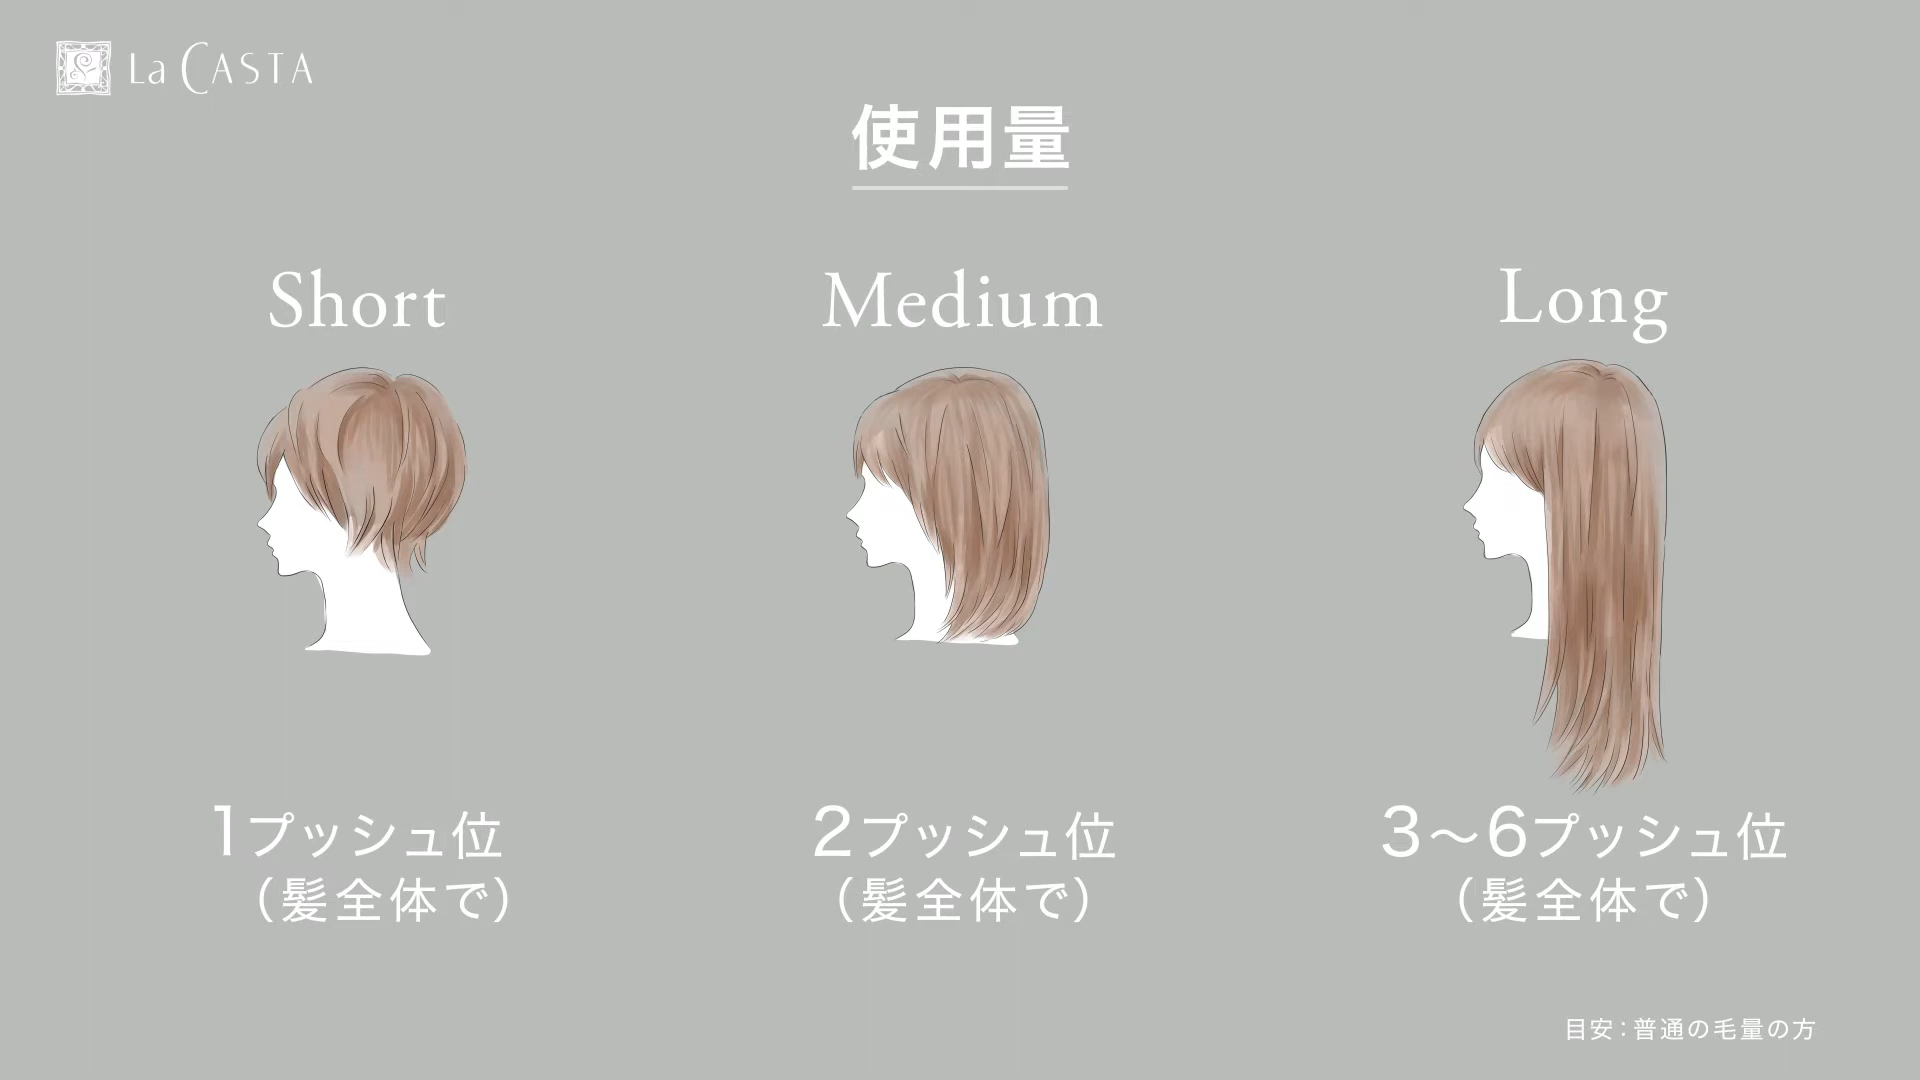 La CASTA
使用量
Short
Medium
Long
1プッシュ位
（髪全体で）
2プッシュ位
（髪全体で）
3〜6プッシュ位
（髪全体で）
目安：普通の毛量の方